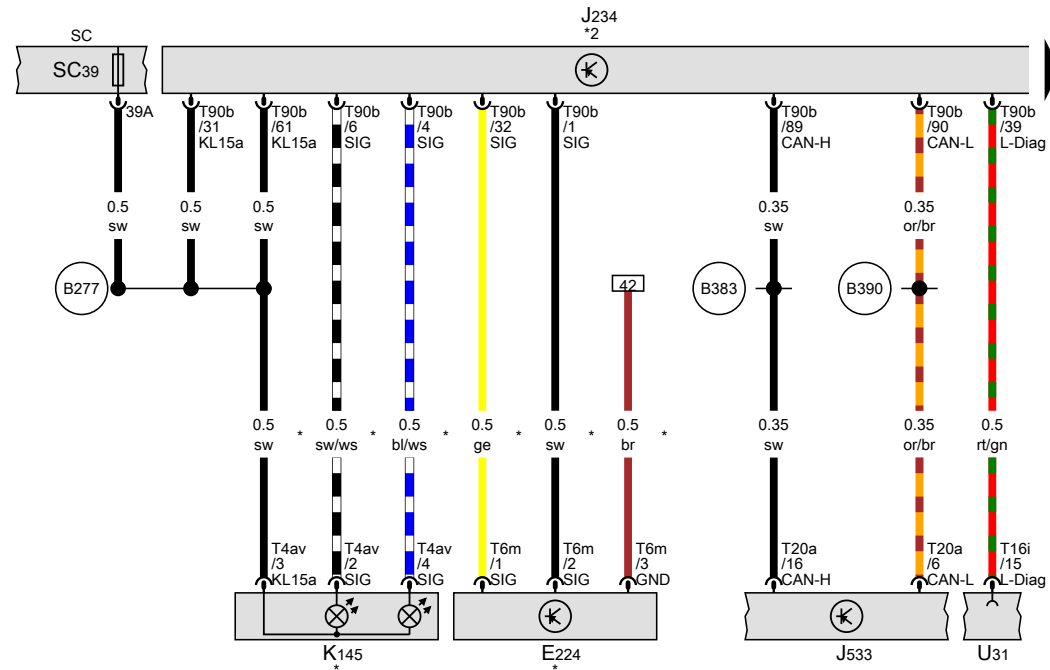 J234
*2
SC
SC39
39A
T90b
/31
KL15a
T90b
/61
KL15a
T90b
/6
SIG
T90b
/4
SIG
T90b
/32
SIG
T90b
/1
SIG
T90b
/89
CAN-H
T90b
/90
CAN-L
T90b
/39
L-Diag
0.5
sw
0.5
sw
0.5
sw
0.35
sw
0.35
or/br
B277
42
B383
B390
0.5
sw
*
0.5
sw/ws
*
0.5
bl/ws
*
0.5
ge
*
0.5
sw
*
0.5
br
*
0.35
sw
0.35
or/br
0.5
rt/gn
T4av
/3
KL15a
T4av
/2
SIG
T4av
/4
SIG
T6m
/1
SIG
T6m
/2
SIG
T6m
/3
GND
T20a
/16
CAN-H
T20a
/6
CAN-L
T16i
/15
L-Diag
K145
*
E224
*
J533
U31